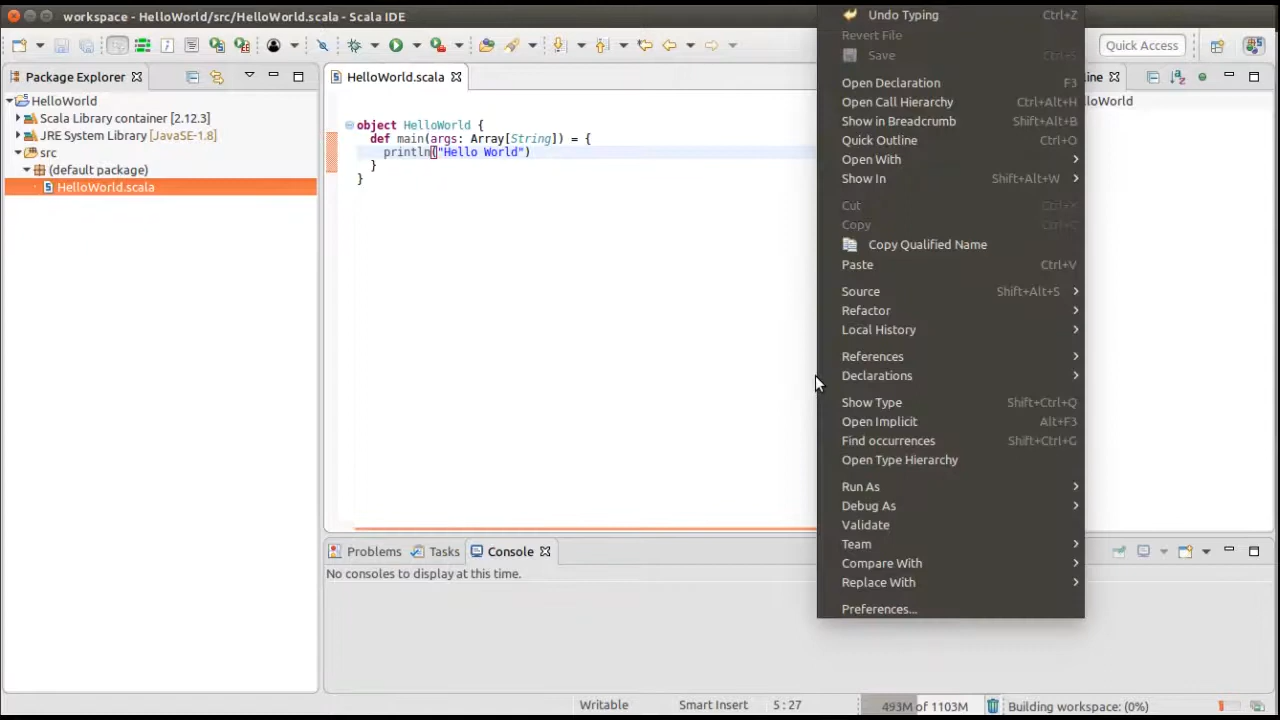 workspace - HelloWorld/src/HelloWorld.scala - Scala IDE
Quick Access
Package Explorer
HelloWorld
Scala Library container [2.12.3]
JRE System Library [JavaSE-1.8]
src
(default package)
HelloWorld.scala
HelloWorld.scala
object HelloWorld {
def main(args: Array[String]) = {
println("Hello World")
}
}
Undo Typing Ctrl+Z
Revert File
Save Ctrl+S
Open Declaration F3
Open Call Hierarchy Ctrl+Alt+H
Show in Breadcrumb Shift+Alt+B
Quick Outline Ctrl+O
Open With
Show In Shift+Alt+W
Cut Ctrl+X
Copy Ctrl+C
Copy Qualified Name
Paste Ctrl+V
Source Shift+Alt+S
Refactor
Local History
References
Declarations
Show Type Shift+Ctrl+Q
Open Implicit Alt+F3
Find occurrences Shift+Ctrl+G
Open Type Hierarchy
Run As
Debug As
Validate
Team
Compare With
Replace With
Preferences...
ine
loWorld
Problems
Tasks
Console
No consoles to display at this time.
Writable
Smart Insert
5 : 27
493M of 1103M
Building workspace: (0%)